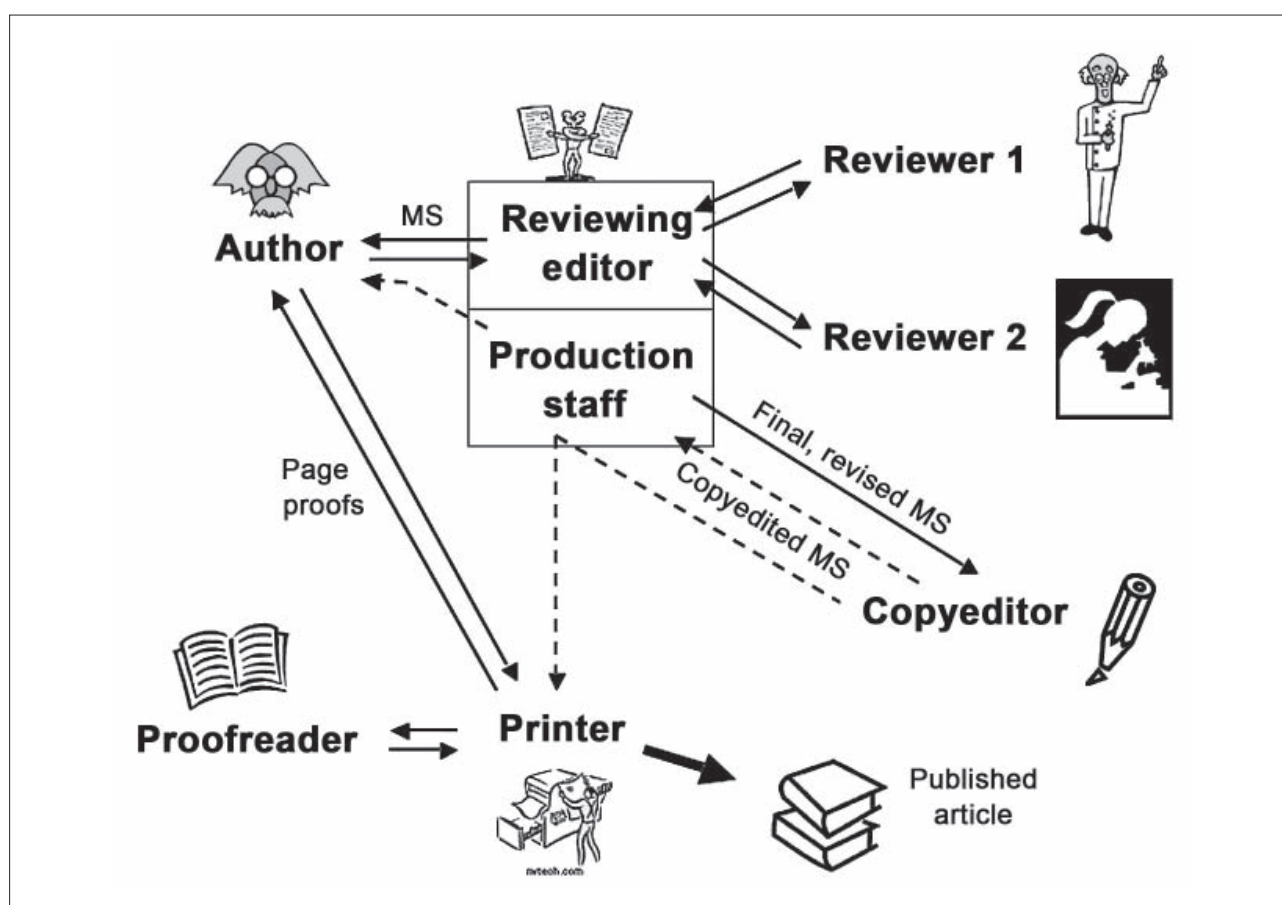 Reviewer 1
MS
Reviewing
editor
Author
Reviewer 2
Production
staff
Final, revised MS
Copyedited MS
Page
proofs
Copyeditor
Printer
Proofreader
Published
article
nvtech.com